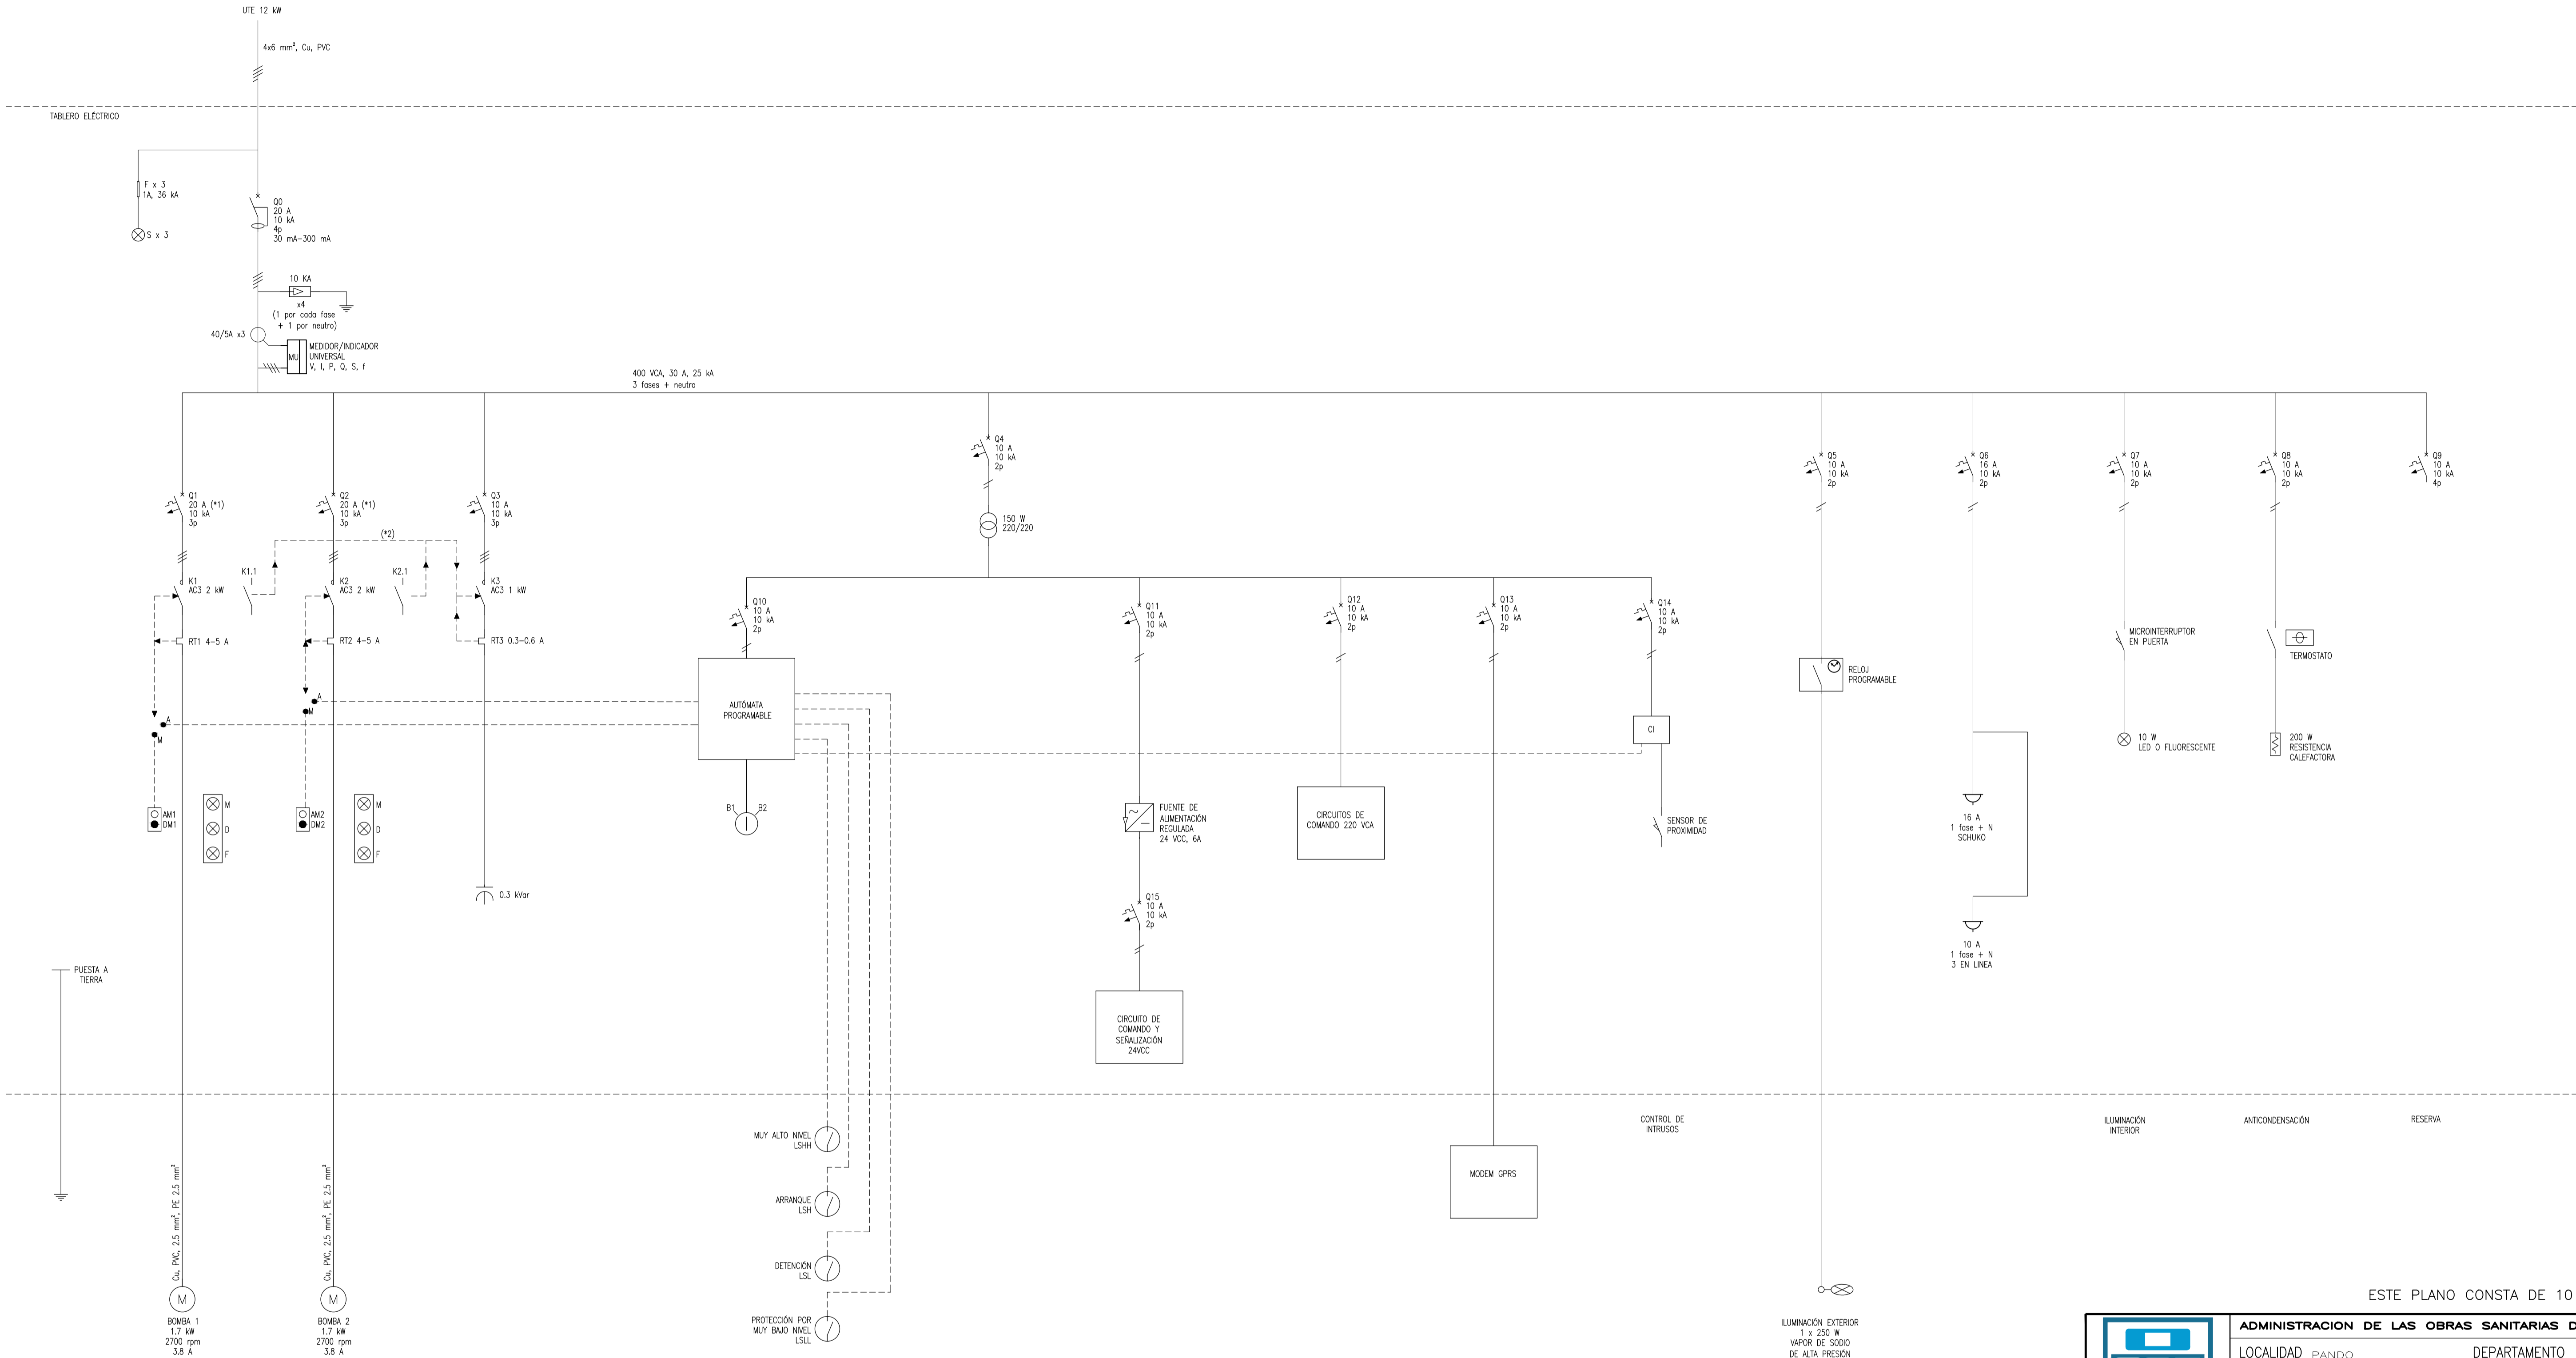 UTE 12 kW
4x6 mm², Cu, PVC
TABLERO ELÉCTRICO
F x 3
1A, 36 kA
S x 3
Q0
20 A
10 kA
4p
30 mA-300 mA
10 KA
x4
(1 por cada fase
+ 1 por neutro)
40/5A x3
MU
MEDIDOR/INDICADOR
UNIVERSAL
V, I, P, Q, S, f
400 VCA, 30 A, 25 kA
3 fases + neutro
Q1
20 A (*1)
10 kA
3p
Q2
20 A (*1)
10 kA
3p
Q3
10 A
10 kA
3p
(*2)
K1
AC3 2 kW
K1.1
K2
AC3 2 kW
K2.1
K3
AC3 1 kW
RT1 4-5 A
RT2 4-5 A
RT3 0.3-0.6 A
A
M
A
M
AM1
DM1
M
D
F
AM2
DM2
M
D
F
0.3 kVar
Q4
10 A
10 kA
2p
150 W
220/220
Q10
10 A
10 kA
2p
AUTÓMATA
PROGRAMABLE
B1
B2
Q11
10 A
10 kA
2p
FUENTE DE
ALIMENTACIÓN
REGULADA
24 VCC, 6A
Q15
10 A
10 kA
2p
CIRCUITO DE
COMANDO Y
SEÑALIZACIÓN
24VCC
Q12
10 A
10 kA
2p
CIRCUITOS DE
COMANDO 220 VCA
Q13
10 A
10 kA
2p
MODEM GPRS
Q14
10 A
10 kA
2p
CI
SENSOR DE
PROXIMIDAD
CONTROL DE
INTRUSOS
Q5
10 A
10 kA
2p
RELOJ
PROGRAMABLE
Q6
16 A
10 kA
2p
16 A
1 fase + N
SCHUKO
10 A
1 fase + N
3 EN LINEA
Q7
10 A
10 kA
2p
MICROINTERRUPTOR
EN PUERTA
10 W
LED O FLUORESCENTE
ILUMINACIÓN
INTERIOR
Q8
10 A
10 kA
2p
TERMOSTATO
200 W
RESISTENCIA
CALEFACTORA
ANTICONDENSACIÓN
Q9
10 A
10 kA
4p
RESERVA
PUESTA A
TIERRA
Cu, PVC, 2.5 mm², PE 2.5 mm²
Cu, PVC, 2.5 mm², PE 2.5 mm²
M
BOMBA 1
1.7 kW
2700 rpm
3.8 A
M
BOMBA 2
1.7 kW
2700 rpm
3.8 A
MUY ALTO NIVEL
LSHH
ARRANQUE
LSH
DETENCIÓN
LSL
PROTECCIÓN POR
MUY BAJO NIVEL
LSLL
ILUMINACIÓN EXTERIOR
1 x 250 W
VAPOR DE SODIO
DE ALTA PRESIÓN
ESTE PLANO CONSTA DE 10
ADMINISTRACION DE LAS OBRAS SANITARIAS D
LOCALIDAD PANDO
DEPARTAMENTO